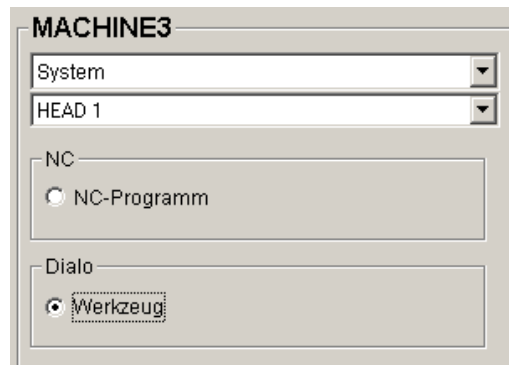 MACHINE3
System
HEAD 1
NC
NC-Programm
Dialo
Werkzeug